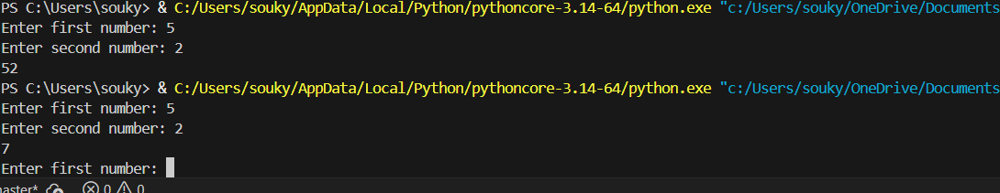 PS C:\Users\souky> & C:/Users/souky/AppData/Local/Python/pythoncore-3.14-64/python.exe "c:/Users/souky/OneDrive/Documents
Enter first number: 5
Enter second number: 2
52
PS C:\Users\souky> & C:/Users/souky/AppData/Local/Python/pythoncore-3.14-64/python.exe "c:/Users/souky/OneDrive/Documents
Enter first number: 5
Enter second number: 2
7
Enter first number:
naster* 0 0